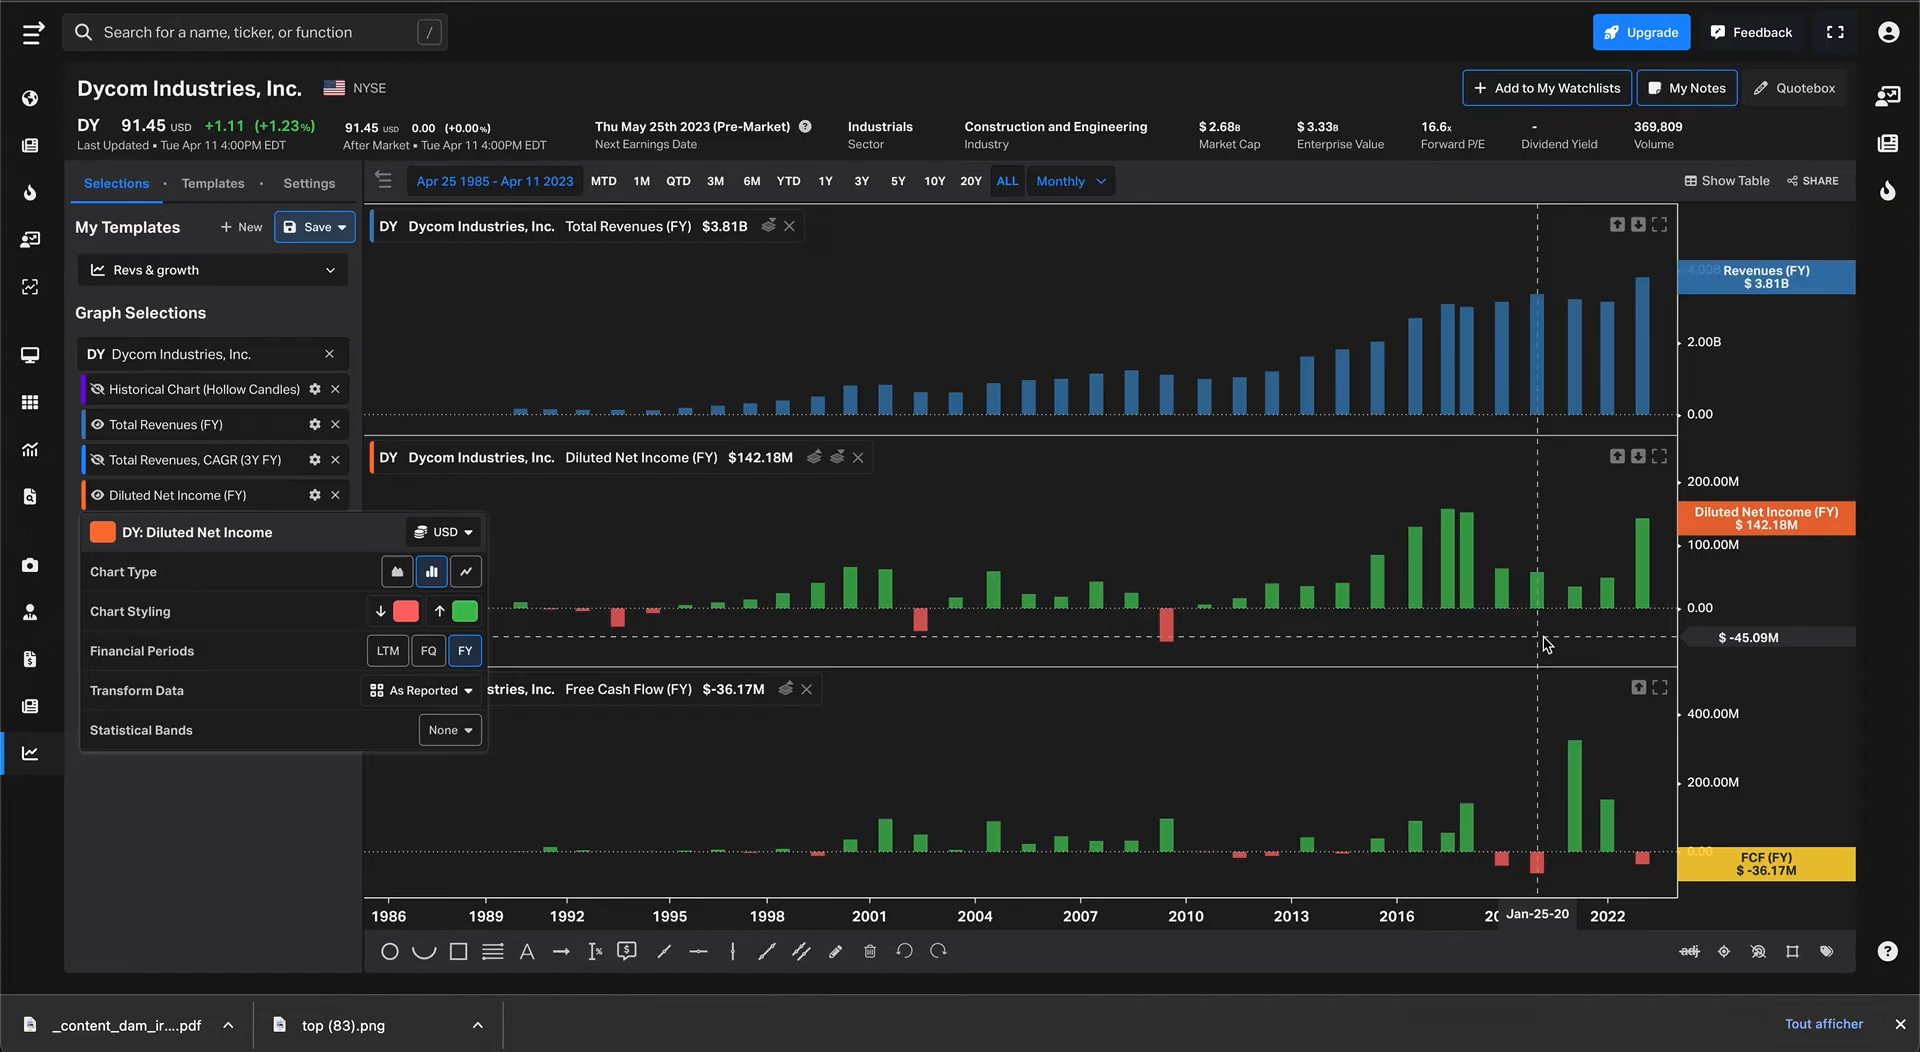 Search for a name, ticker, or function
/
Upgrade
Feedback
Dycom Industries, Inc.
NYSE
+ Add to My Watchlists
My Notes
Quotebox
DY 91.45 USD +1.11 (+1.23%)
Last Updated • Tue Apr 11 4:00PM EDT
91.45 USD 0.00 (+0.00%)
After Market • Tue Apr 11 4:00PM EDT
Thu May 25th 2023 (Pre-Market) ?
Next Earnings Date
Industrials
Sector
Construction and Engineering
Industry
$ 2.68B
Market Cap
$ 3.33B
Enterprise Value
16.6x
Forward P/E
-
Dividend Yield
369,809
Volume
Selections • Templates • Settings
Apr 25 1985 - Apr 11 2023
MTD 1M QTD 3M 6M YTD 1Y 3Y 5Y 10Y 20Y ALL Monthly
Show Table
SHARE
My Templates
+ New
Save
Revs & growth
Graph Selections
DY Dycom Industries, Inc.
Historical Chart (Hollow Candles)
Total Revenues (FY)
Total Revenues, CAGR (3Y FY)
Diluted Net Income (FY)
DY: Diluted Net Income
USD
Chart Type
Chart Styling
Financial Periods
LTM FQ FY
Transform Data
As Reported
Statistical Bands
None
DY Dycom Industries, Inc. Total Revenues (FY) $3.81B
4.00B
Revenues (FY)
$ 3.81B
2.00B
0.00
DY Dycom Industries, Inc. Diluted Net Income (FY) $142.18M
200.00M
Diluted Net Income (FY)
$ 142.18M
100.00M
0.00
$ -45.09M
stries, Inc. Free Cash Flow (FY) $-36.17M
400.00M
200.00M
0.00
FCF (FY)
$ -36.17M
1986 1989 1992 1995 1998 2001 2004 2007 2010 2013 2016 20 Jan-25-20 2022
A
%
$
adj
?
_content_dam_ir....pdf
top (83).png
Tout afficher